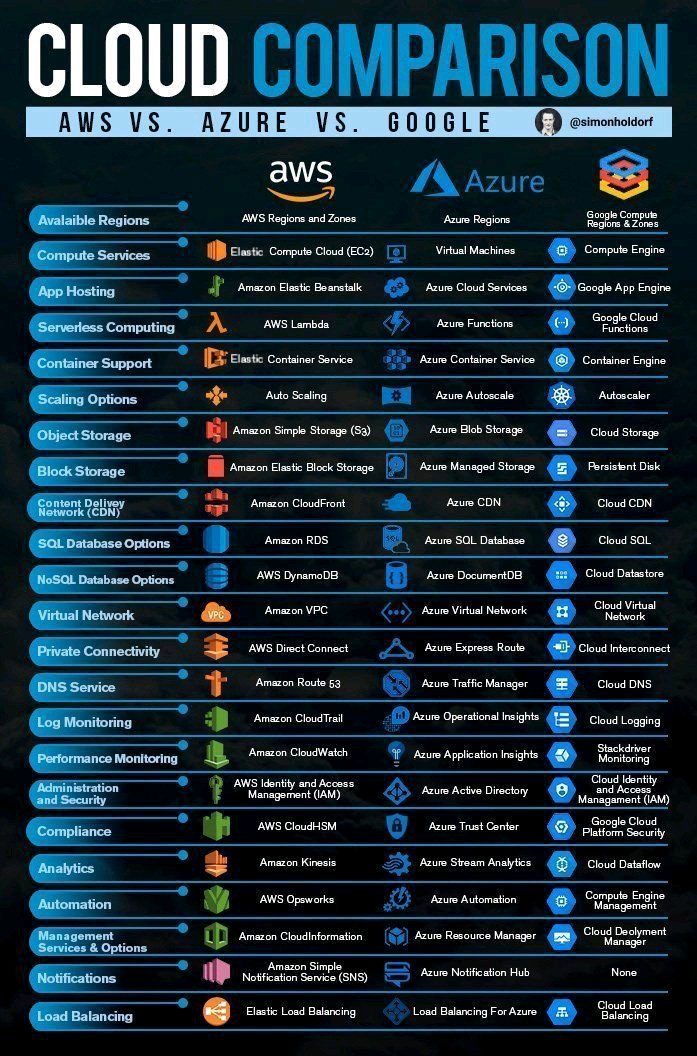 CLOUD COMPARISON
AWS VS. AZURE VS. GOOGLE
@simonholdorf
aws
Azure
Avalaible Regions
AWS Regions and Zones
Azure Regions
Google Compute
Regions & Zones
Compute Services
Elastic Compute Cloud (EC2)
Virtual Machines
Compute Engine
App Hosting
Amazon Elastic Beanstalk
Azure Cloud Services
Google App Engine
Serverless Computing
AWS Lambda
Azure Functions
Google Cloud
Functions
Container Support
Elastic Container Service
Azure Container Service
Container Engine
Scaling Options
Auto Scaling
Azure Autoscale
Autoscaler
Object Storage
Amazon Simple Storage (S3)
Azure Blob Storage
Cloud Storage
Block Storage
Amazon Elastic Block Storage
Azure Managed Storage
Persistent Disk
Content Delivey
Network (CDN)
Amazon CloudFront
Azure CDN
Cloud CDN
SQL Database Options
Amazon RDS
SQL
Azure SQL Database
Cloud SQL
NoSQL Database Options
AWS DynamoDB
Azure DocumentDB
Cloud Datastore
Virtual Network
VPC
Amazon VPC
Azure Virtual Network
Cloud Virtual
Network
Private Connectivity
AWS Direct Connect
Azure Express Route
Cloud Interconnect
DNS Service
Amazon Route 53
Azure Traffic Manager
Cloud DNS
Log Monitoring
Amazon CloudTrail
Azure Operational Insights
Cloud Logging
Performance Monitoring
Amazon CloudWatch
Azure Application Insights
Stackdriver
Monitoring
Administration
and Security
AWS Identity and Access
Management (IAM)
Azure Active Directory
Cloud Identity
and Access
Managament (IAM)
Compliance
AWS CloudHSM
Azure Trust Center
Google Cloud
Platform Security
Analytics
Amazon Kinesis
Azure Stream Analytics
Cloud Dataflow
Automation
AWS Opsworks
Azure Automation
Compute Engine
Management
Management
Services & Options
Amazon CloudInformation
Azure Resource Manager
Cloud Deolyment
Manager
Notifications
Amazon Simple
Notification Service (SNS)
Azure Notification Hub
None
Load Balancing
Elastic Load Balancing
Load Balancing For Azure
Cloud Load
Balancing